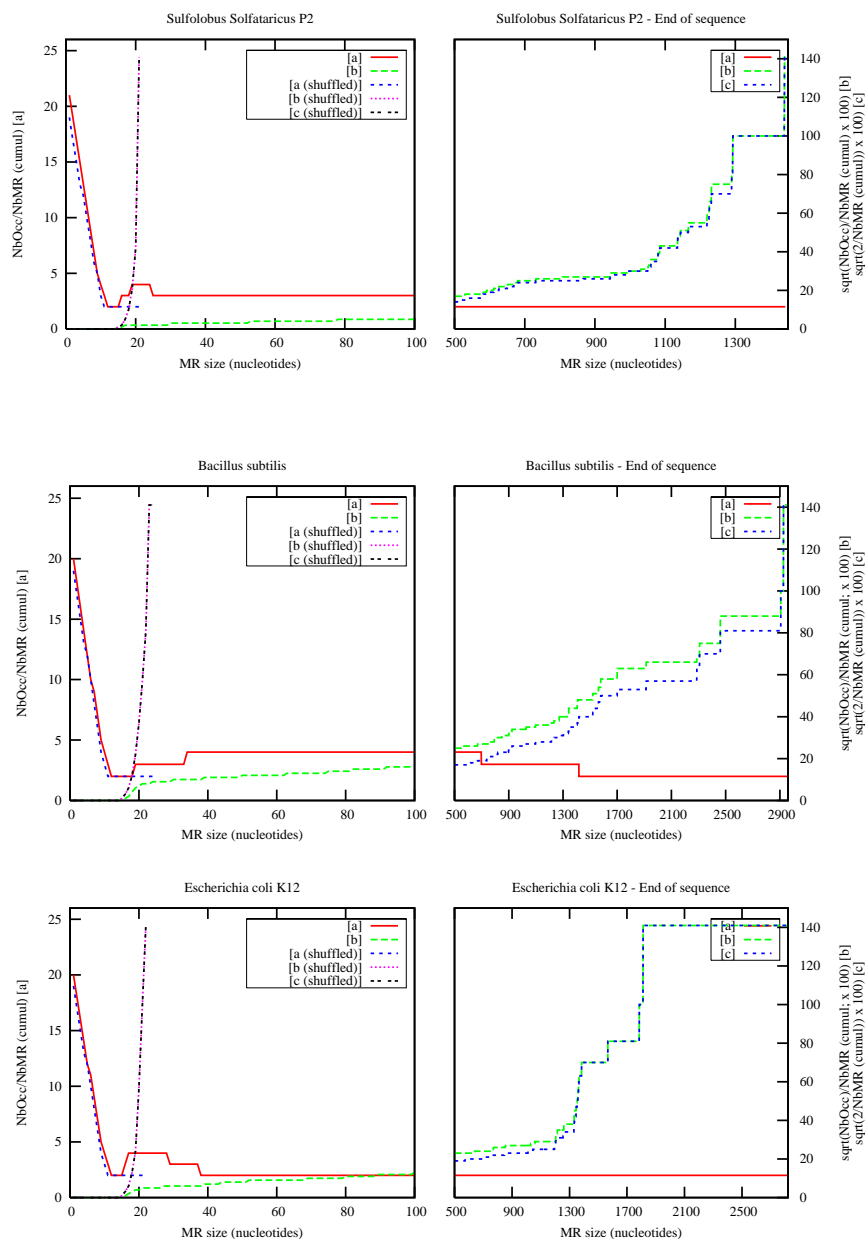 Sulfolobus Solfataricus P2
NbOcc/NbMR (cumul) [a]
25
20
15
10
5
0
[a]
[b]
[a (shuffled)]
[b (shuffled)]
[c (shuffled)]
0 20 40 60 80 100
MR size (nucleotides)
Sulfolobus Solfataricus P2 - End of sequence
[a]
[b]
[c]
140
120
100
80
60
40
20
0
sqrt(NbOcc)/NbMR (cumul) x 100) [b]
sqrt(2/NbMR (cumul)) x 100) [c]
500 700 900 1100 1300
MR size (nucleotides)
Bacillus subtilis
NbOcc/NbMR (cumul) [a]
25
20
15
10
5
0
[a]
[b]
[a (shuffled)]
[b (shuffled)]
[c (shuffled)]
0 20 40 60 80 100
MR size (nucleotides)
Bacillus subtilis - End of sequence
[a]
[b]
[c]
140
120
100
80
60
40
20
0
sqrt(NbOcc)/NbMR (cumul; x 100) [b]
sqrt(2/NbMR (cumul)) x 100) [c]
500 900 1300 1700 2100 2500 2900
MR size (nucleotides)
Escherichia coli K12
NbOcc/NbMR (cumul) [a]
25
20
15
10
5
0
[a]
[b]
[a (shuffled)]
[b (shuffled)]
[c (shuffled)]
0 20 40 60 80 100
MR size (nucleotides)
Escherichia coli K12 - End of sequence
[a]
[b]
[c]
140
120
100
80
60
40
20
0
sqrt(NbOcc)/NbMR (cumul; x 100) [b]
sqrt(2/NbMR (cumul)) x 100) [c]
500 900 1300 1700 2100 2500
MR size (nucleotides)